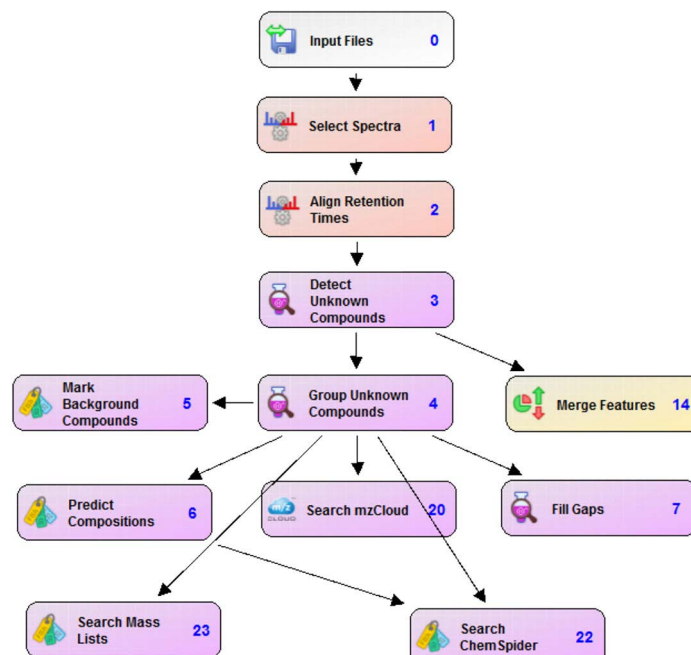 Input Files 0
Select Spectra 1
Align Retention
Times 2
Detect
Unknown 3
Compounds
Mark
Background 5
Compounds
Group Unknown
Compounds 4
Merge Features 14
Predict
Compositions 6
m/z
CLOUD
Search mzCloud 20
Fill Gaps 7
Search Mass
Lists 23
Search
ChemSpider 22